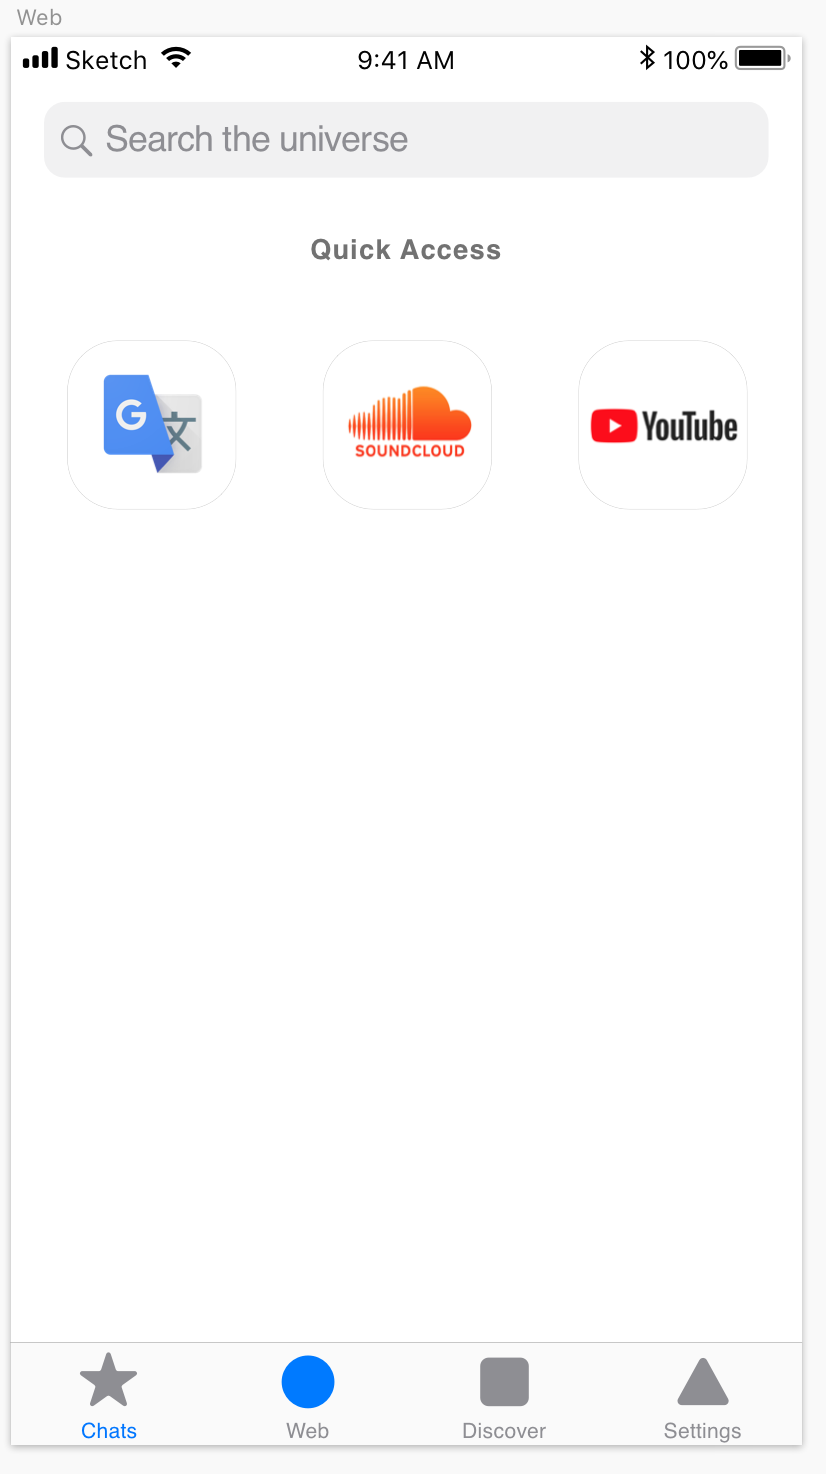 Web
Sketch 9:41 AM 100%
Search the universe
Quick Access
G 文
SOUNDCLOUD
YouTube
Chats Web Discover Settings